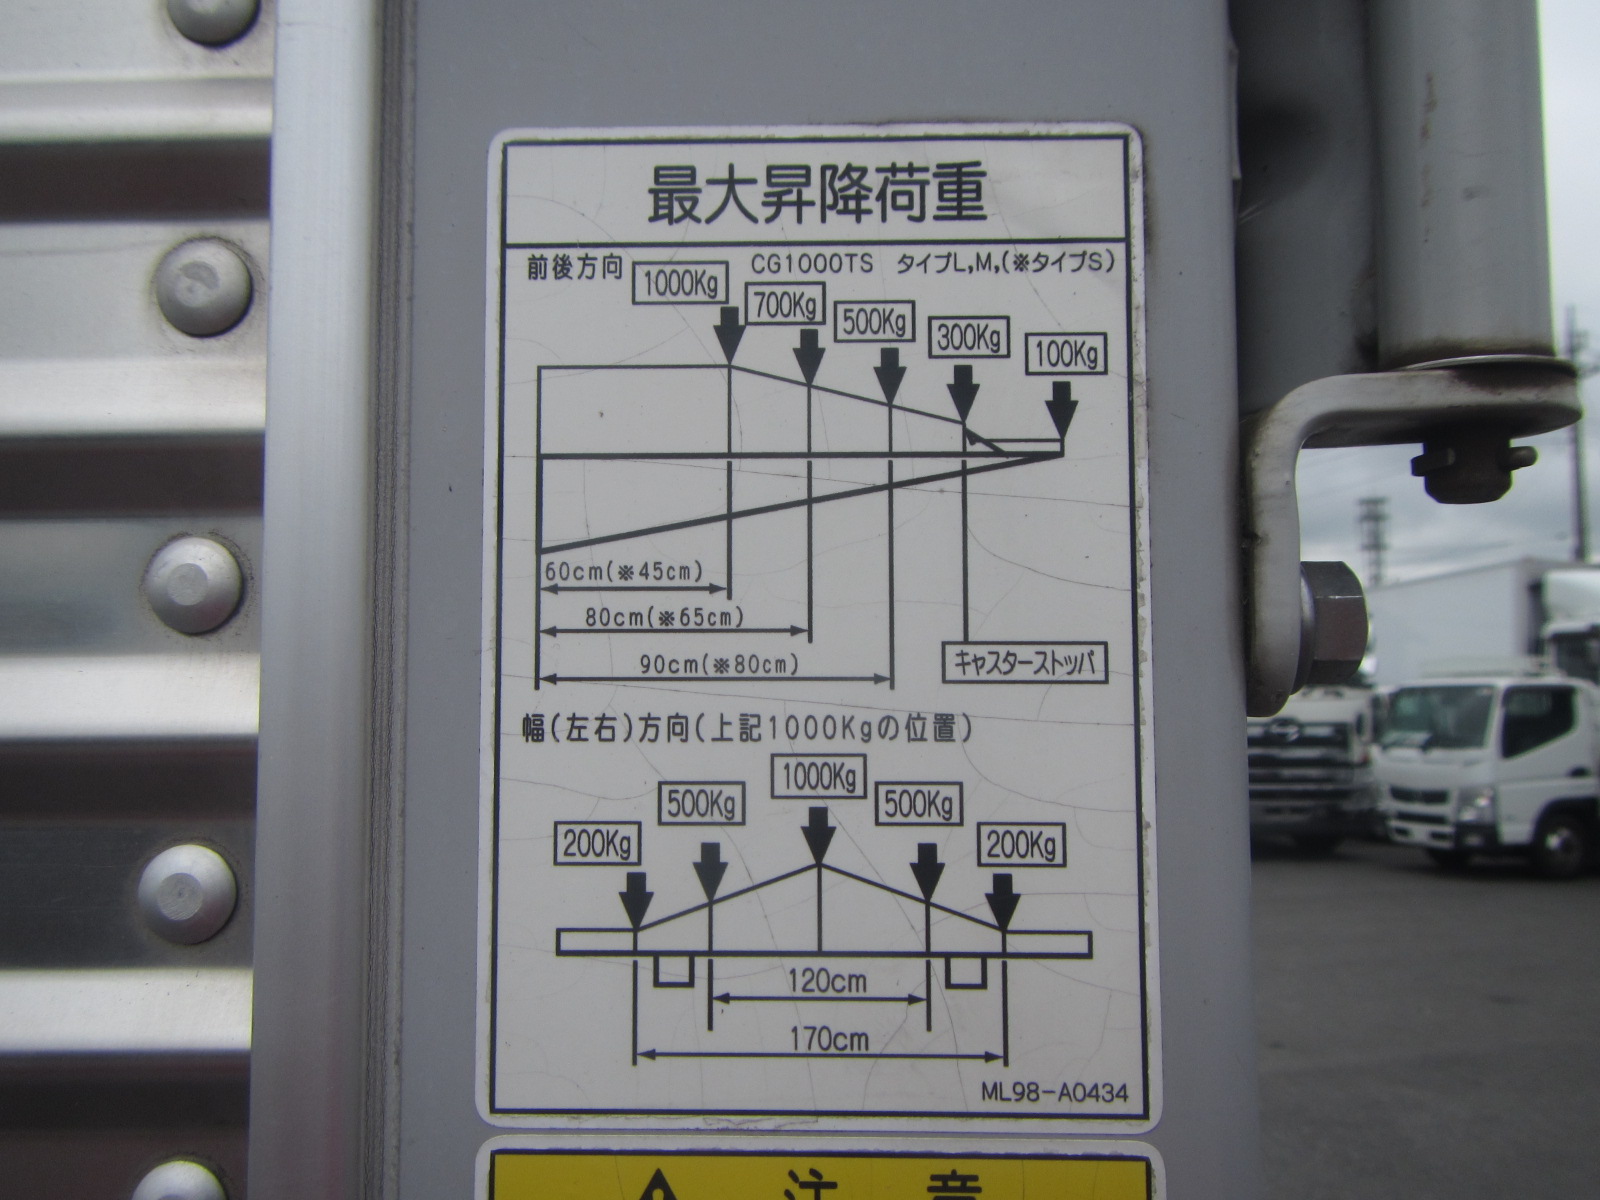 最大昇降荷重
前後方向 CG1000TS タイプL,M,(※タイプS)
1000Kg
700Kg
500Kg
300Kg
100Kg
60cm(※45cm)
80cm(※65cm)
90cm(※80cm)
キャスターストッパ
幅(左右)方向(上記1000Kgの位置)
1000Kg
500Kg 500Kg
200Kg 200Kg
120cm
170cm
ML98-A0434
注意